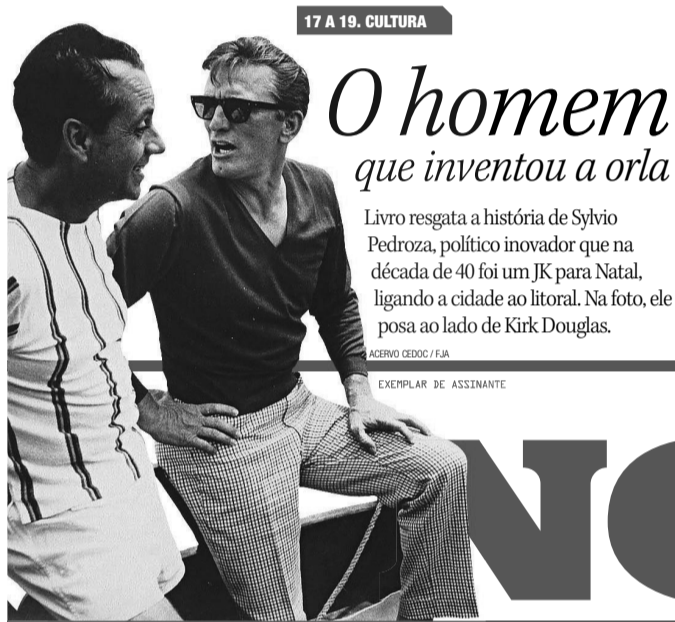 17 A 19. CULTURA
O homem
que inventou a orla
Livro resgata a história de Sylvio
Pedroza, político inovador que na
década de 40 foi um JK para Natal,
ligando a cidade ao litoral. Na foto, ele
posa ao lado de Kirk Douglas.
ACERVO CEDOC / FJA
EXEMPLAR DE ASSINANTE
NO